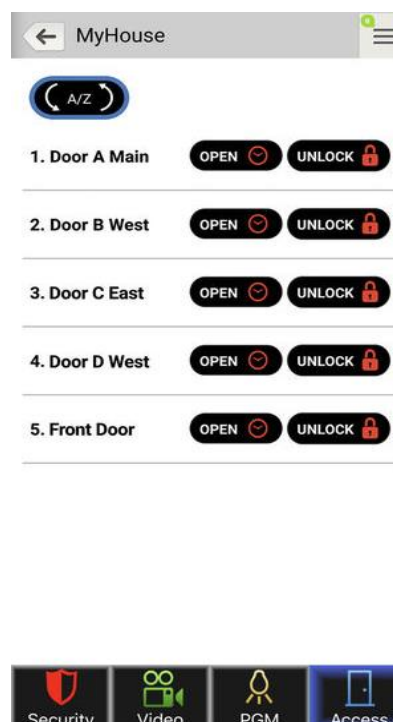 MyHouse
A/Z
1. Door A Main OPEN UNLOCK
2. Door B West OPEN UNLOCK
3. Door C East OPEN UNLOCK
4. Door D West OPEN UNLOCK
5. Front Door OPEN UNLOCK
Security Video PGM Access